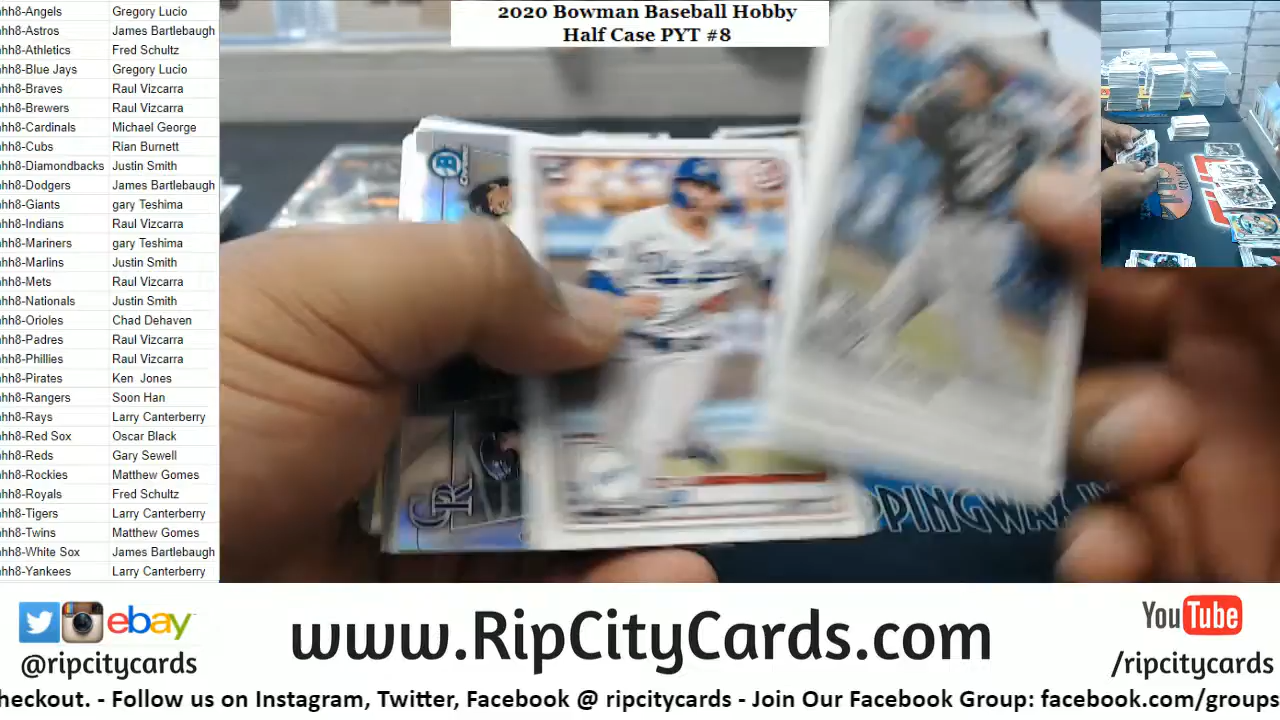 2020 Bowman Baseball Hobby
Half Case PYT #8
hh8-Angels Gregory Lucio
hh8-Astros James Bartlebaugh
hh8-Athletics Fred Schultz
hh8-Blue Jays Gregory Lucio
hh8-Braves Raul Vizcarra
hh8-Brewers Raul Vizcarra
hh8-Cardinals Michael George
hh8-Cubs Rian Burnett
hh8-Diamondbacks Justin Smith
hh8-Dodgers James Bartlebaugh
hh8-Giants gary Teshima
hh8-Indians Raul Vizcarra
hh8-Mariners gary Teshima
hh8-Marlins Justin Smith
hh8-Mets Raul Vizcarra
hh8-Nationals Justin Smith
hh8-Orioles Chad Dehaven
hh8-Padres Raul Vizcarra
hh8-Phillies Raul Vizcarra
hh8-Pirates Ken Jones
hh8-Rangers Soon Han
hh8-Rays Larry Canterberry
hh8-Red Sox Oscar Black
hh8-Reds Gary Sewell
hh8-Rockies Matthew Gomes
hh8-Royals Fred Schultz
hh8-Tigers Larry Canterberry
hh8-Twins Matthew Gomes
hh8-White Sox James Bartlebaugh
hh8-Yankees Larry Canterberry
B
CR
PPINGWAX
ebay
@ripcitycards
www.RipCityCards.com
YouTube
/ripcitycards
heckout. - Follow us on Instagram, Twitter, Facebook @ ripcitycards - Join Our Facebook Group: facebook.com/groups